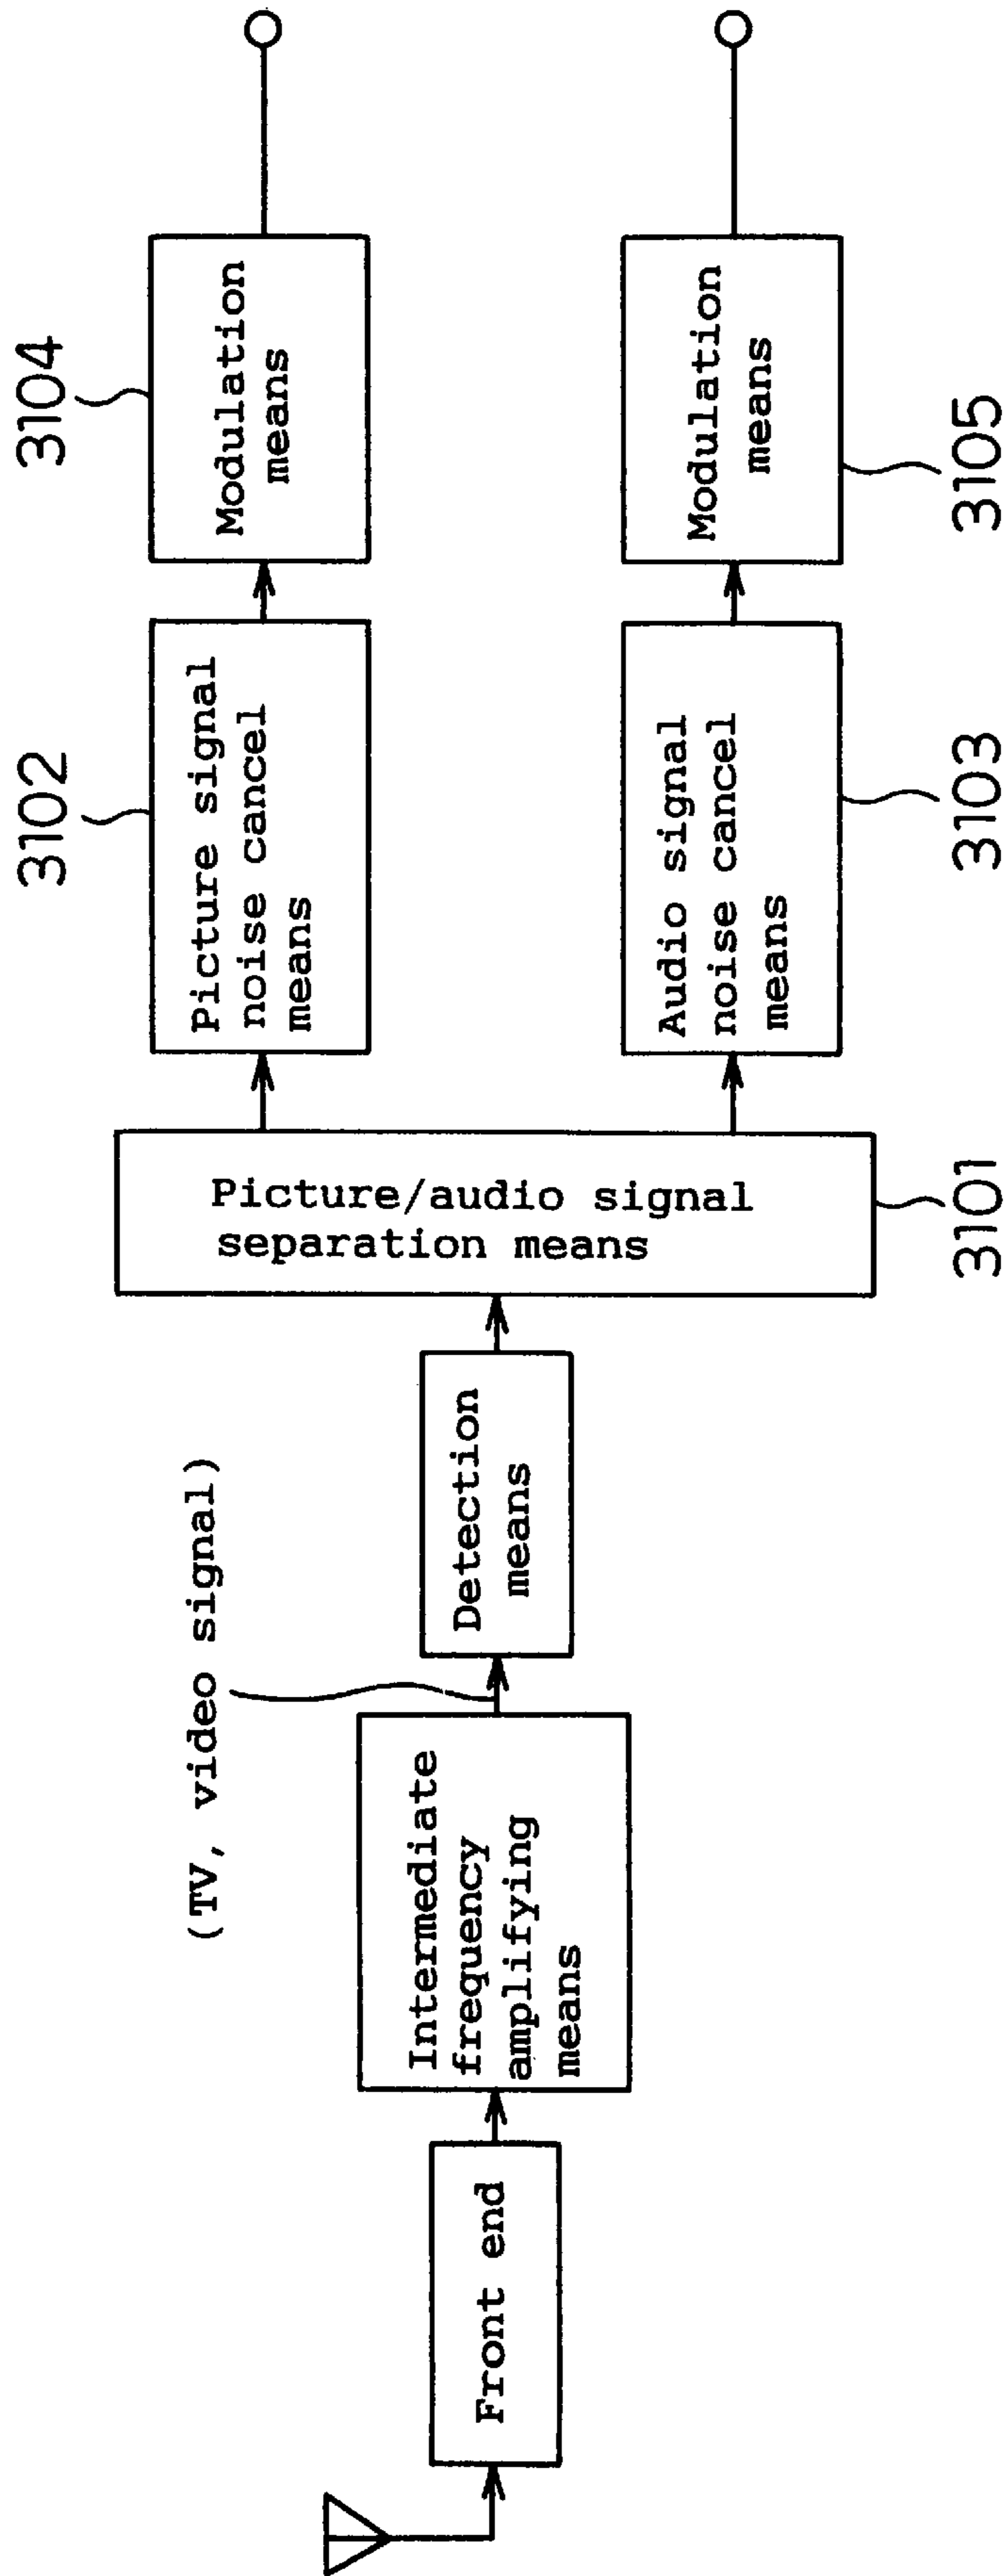 Front end
Intermediate
frequency
amplifying
means
(TV, video signal)
Detection
means
Picture/audio signal
separation means
3101
3102
Picture signal
noise cancel
means
3104
Modulation
means
Audio signal
noise cancel
means
3103
Modulation
means
3105